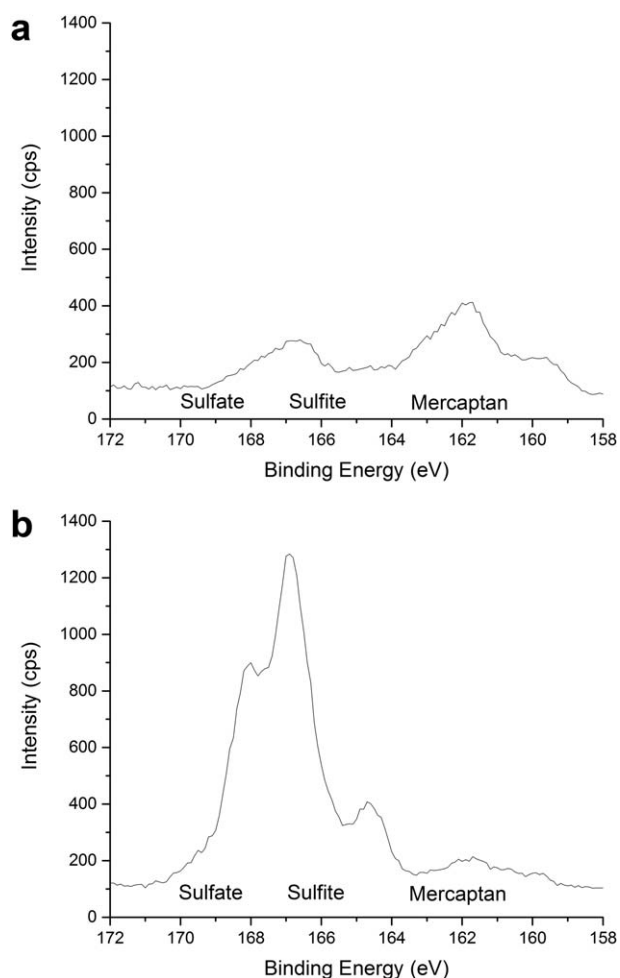 a
1400
1200
1000
800
600
400
200
0
Intensity (cps)
Sulfate Sulfite Mercaptan
172 170 168 166 164 162 160 158
Binding Energy (eV)
b
1400
1200
1000
800
600
400
200
0
Intensity (cps)
Sulfate Sulfite Mercaptan
172 170 168 166 164 162 160 158
Binding Energy (eV)